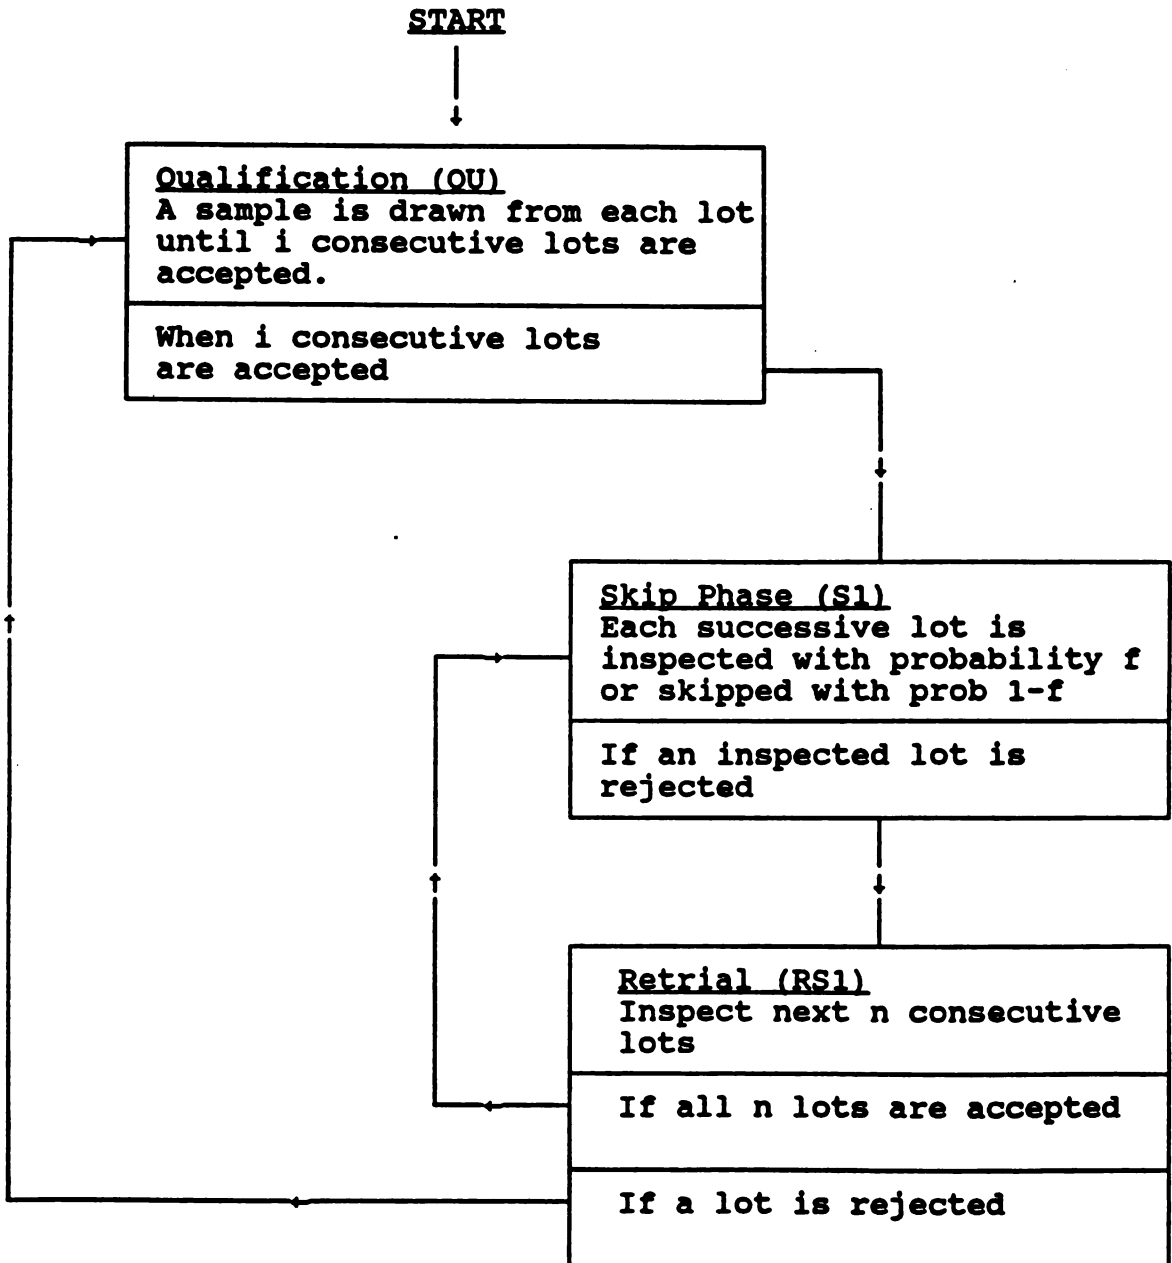 START
Qualification (QU)
A sample is drawn from each lot
until i consecutive lots are
accepted.
When i consecutive lots
are accepted
Skip Phase (S1)
Each successive lot is
inspected with probability f
or skipped with prob 1-f
If an inspected lot is
rejected
Retrial (RS1)
Inspect next n consecutive
lots
If all n lots are accepted
If a lot is rejected